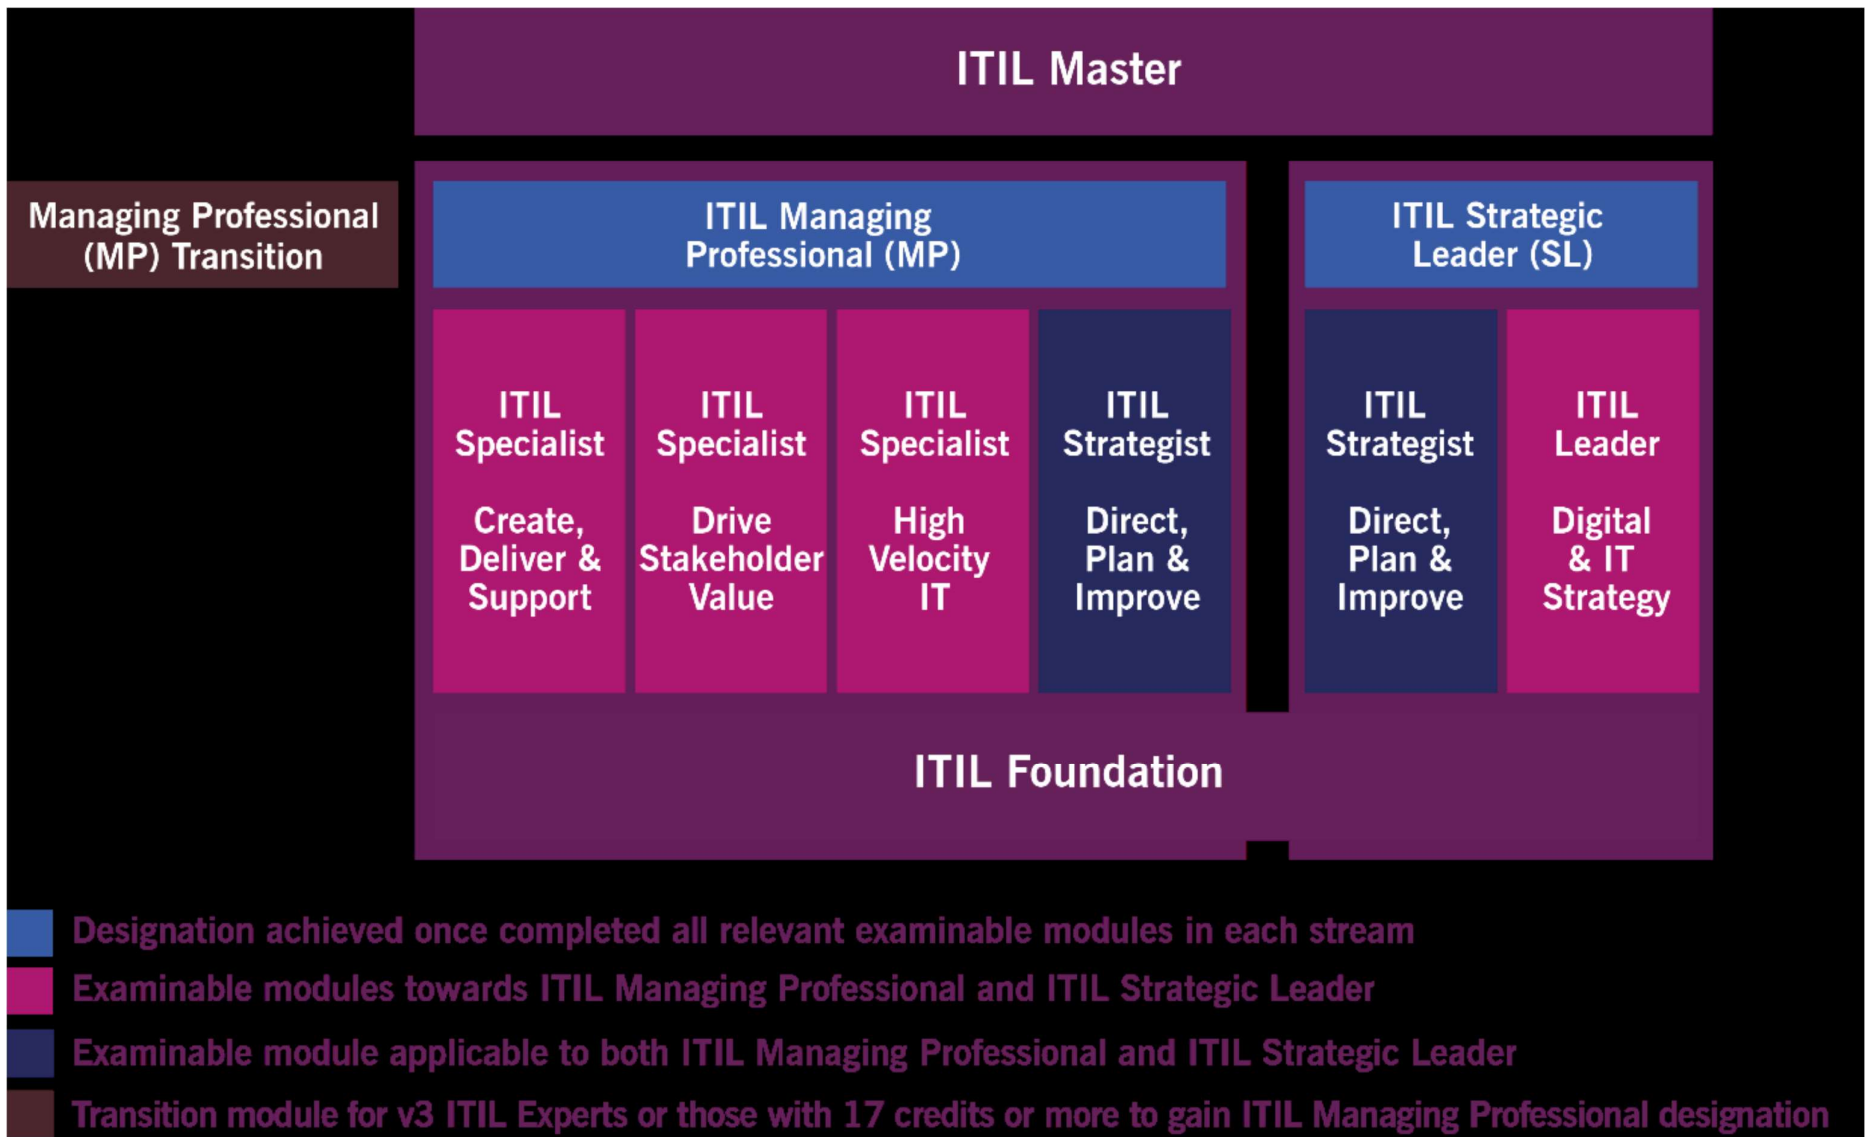 ITIL Master
Managing Professional
(MP) Transition
ITIL Managing
Professional (MP)
ITIL Strategic
Leader (SL)
ITIL
Specialist
Create,
Deliver &
Support
ITIL
Specialist
Drive
Stakeholder
Value
ITIL
Specialist
High
Velocity
IT
ITIL
Strategist
Direct,
Plan &
Improve
ITIL
Strategist
Direct,
Plan &
Improve
ITIL
Leader
Digital
& IT
Strategy
ITIL Foundation
Designation achieved once completed all relevant examinable modules in each stream
Examinable modules towards ITIL Managing Professional and ITIL Strategic Leader
Examinable module applicable to both ITIL Managing Professional and ITIL Strategic Leader
Transition module for v3 ITIL Experts or those with 17 credits or more to gain ITIL Managing Professional designation